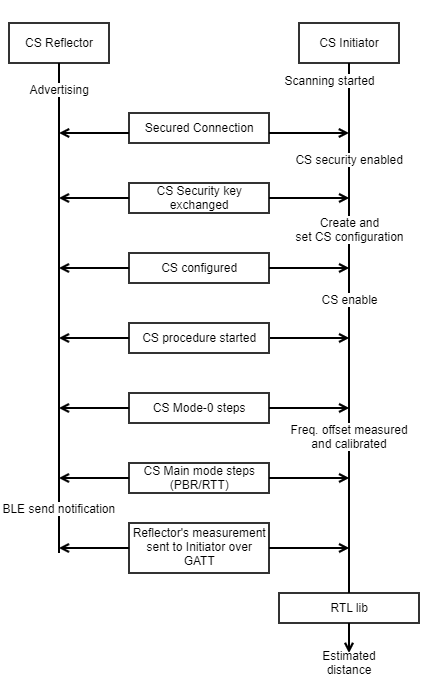 CS Reflector
CS Initiator
Advertising
Scanning started
Secured Connection
CS security enabled
CS Security key
exchanged
Create and
set CS configuration
CS configured
CS enable
CS procedure started
CS Mode-0 steps
Freq. offset measured
and calibrated
CS Main mode steps
(PBR/RTT)
BLE send notification
Reflector's measurement
sent to Initiator over
GATT
RTL lib
Estimated
distance